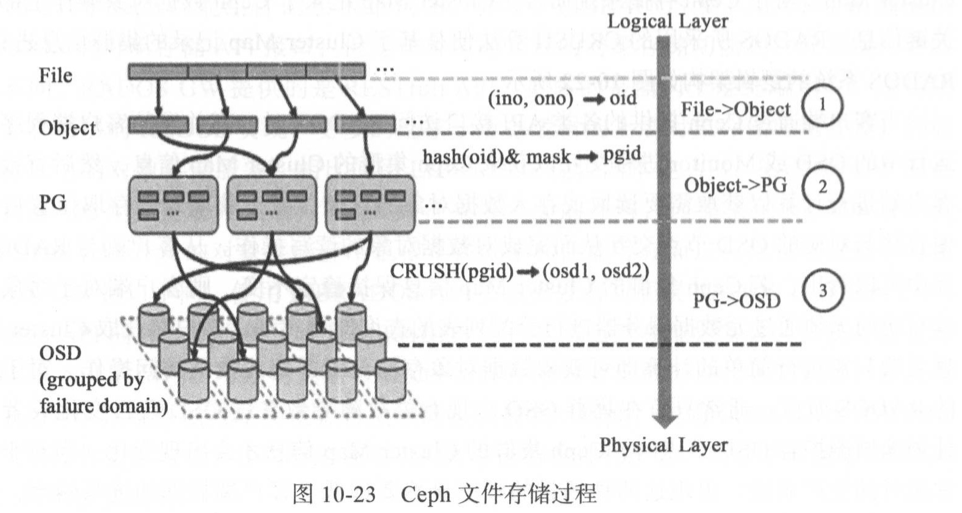 Logical Layer
File
...
(ino, ono) → oid
File->Object
1
Object
hash(oid)& mask → pgid
Object->PG
2
PG
... ... ...
CRUSH(pgid) → (osd1, osd2)
PG->OSD
3
OSD
(grouped by
failure domain)
Physical Layer
图 10-23 Ceph 文件存储过程